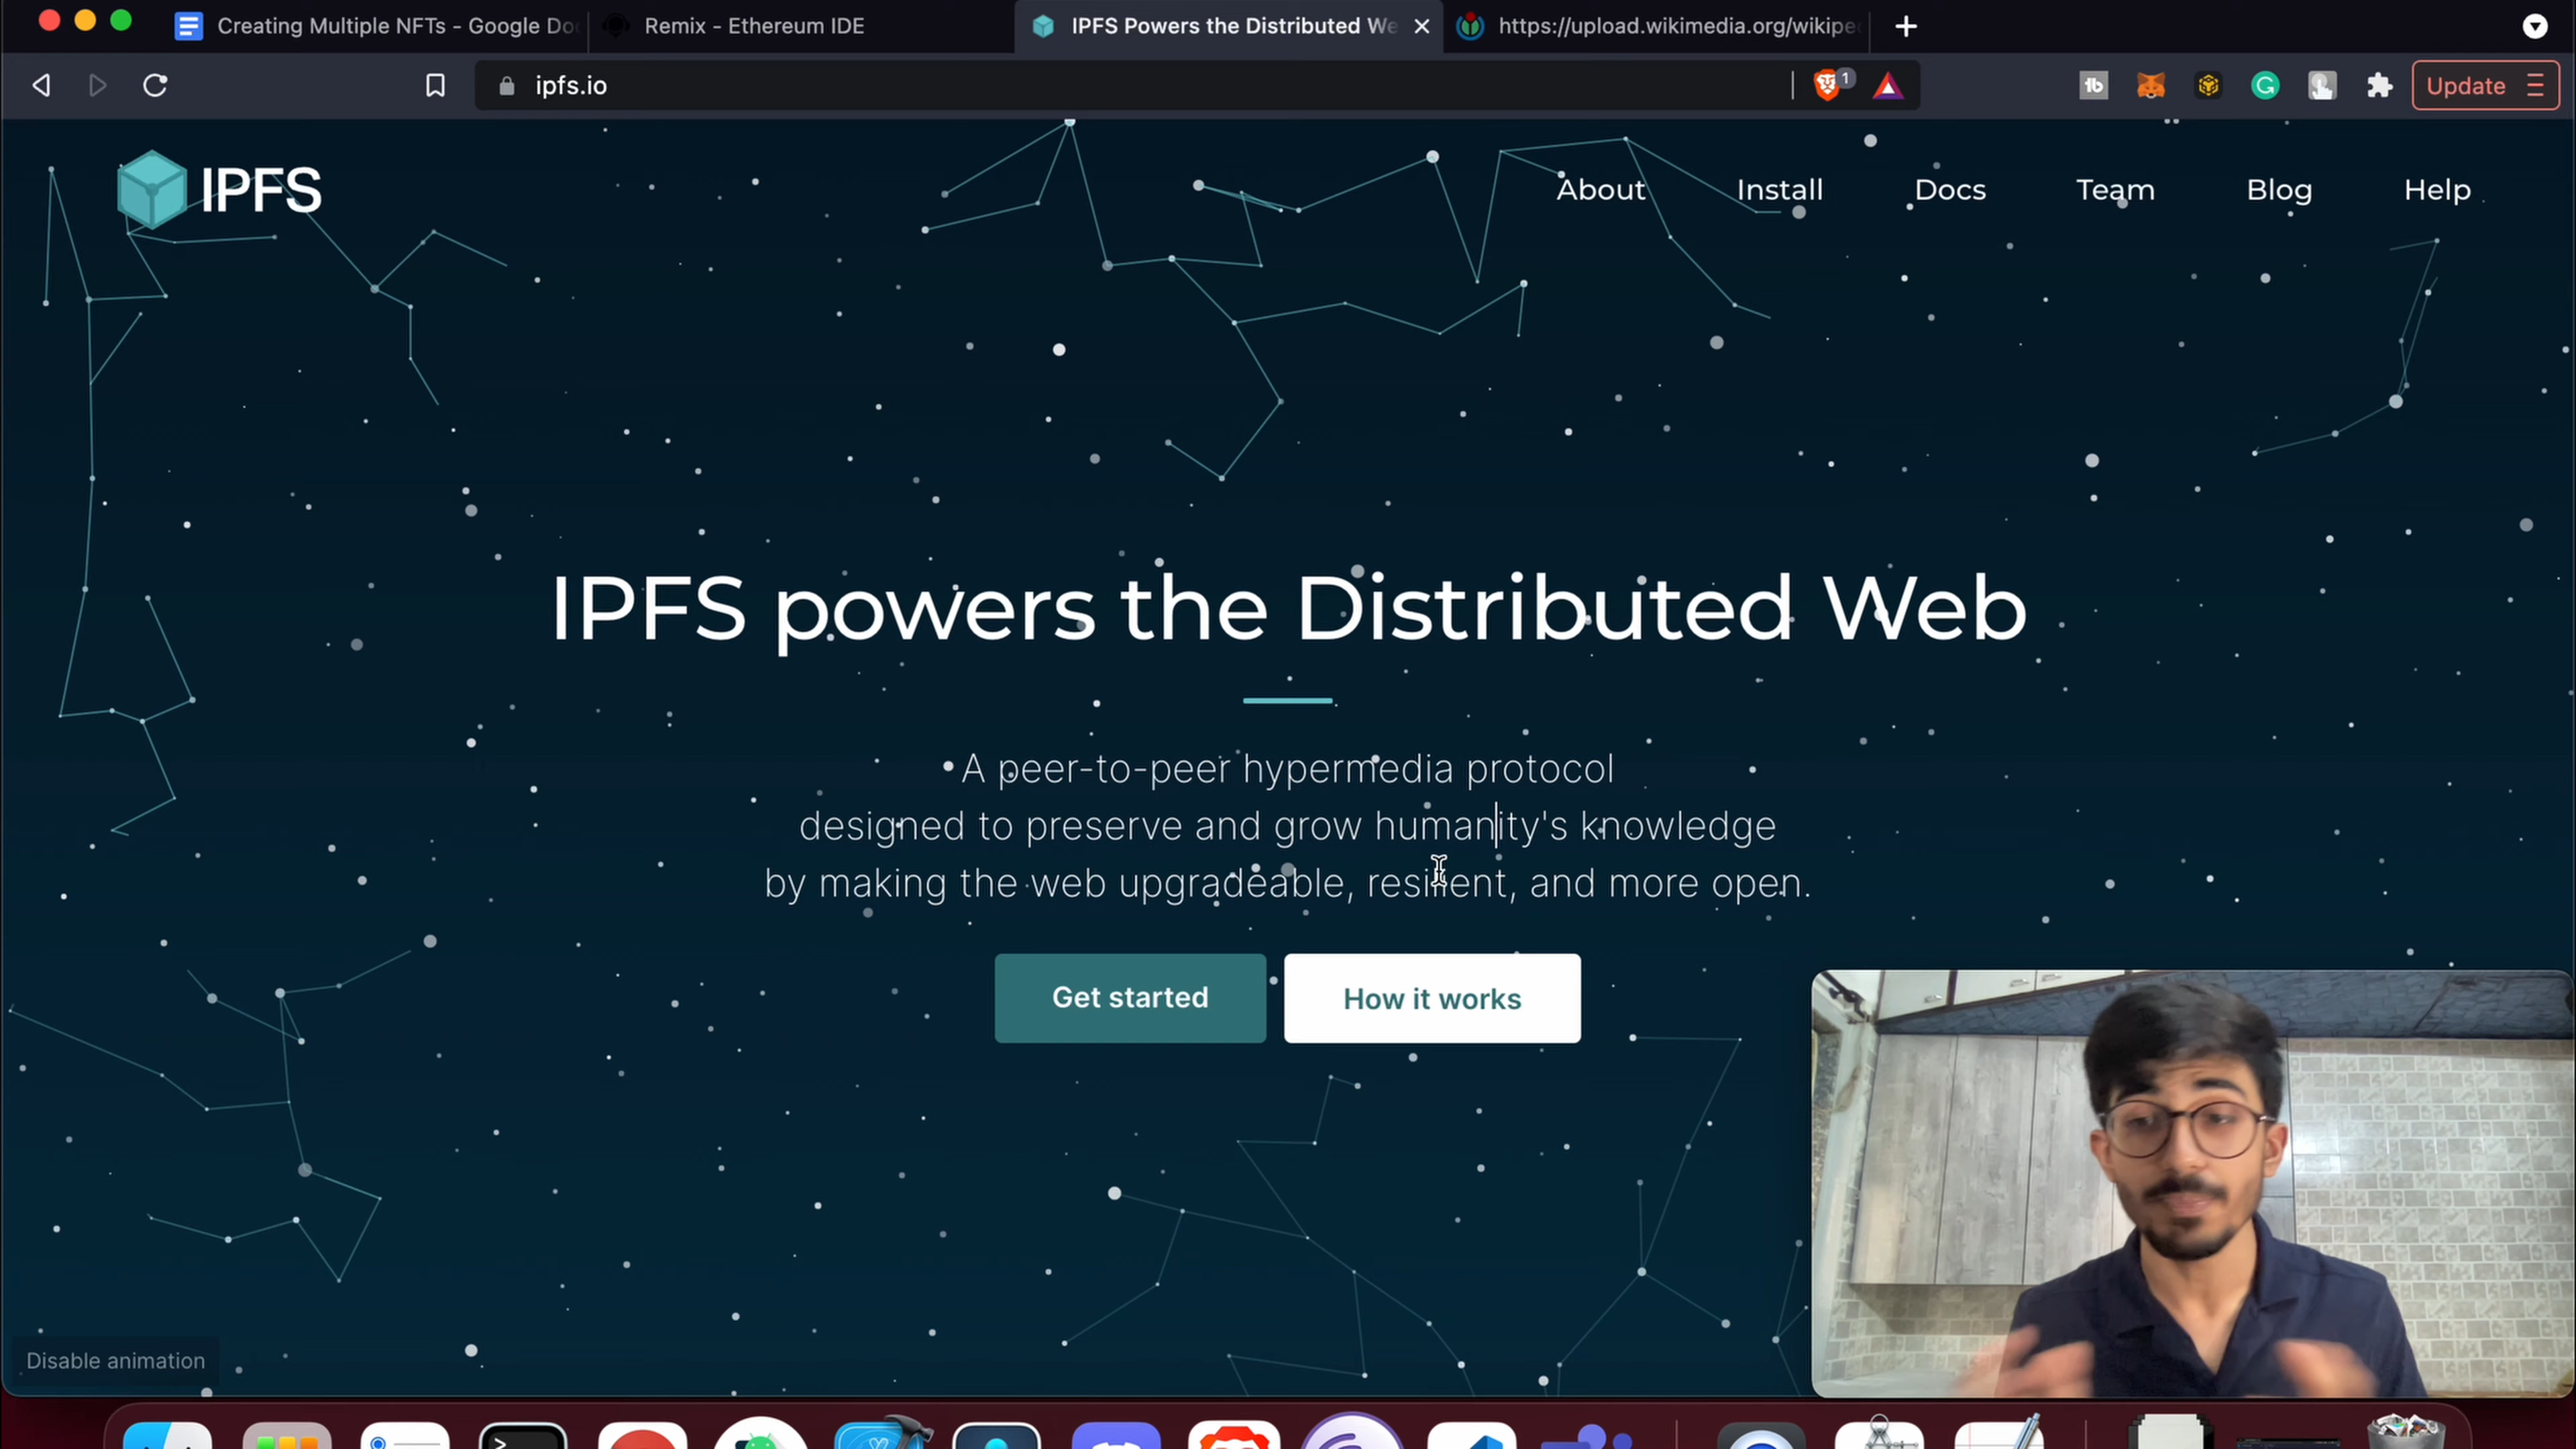 Creating Multiple NFTs - Google Do
Remix - Ethereum IDE
IPFS Powers the Distributed We
https://upload.wikimedia.org/wikipe
ipfs.io
1
tb
G
Update
IPFS
About
Install
Docs
Team
Blog
Help
IPFS powers the Distributed Web
A peer-to-peer hypermedia protocol
designed to preserve and grow humanity's knowledge
by making the web upgradeable, resilient, and more open.
Get started
How it works
Disable animation